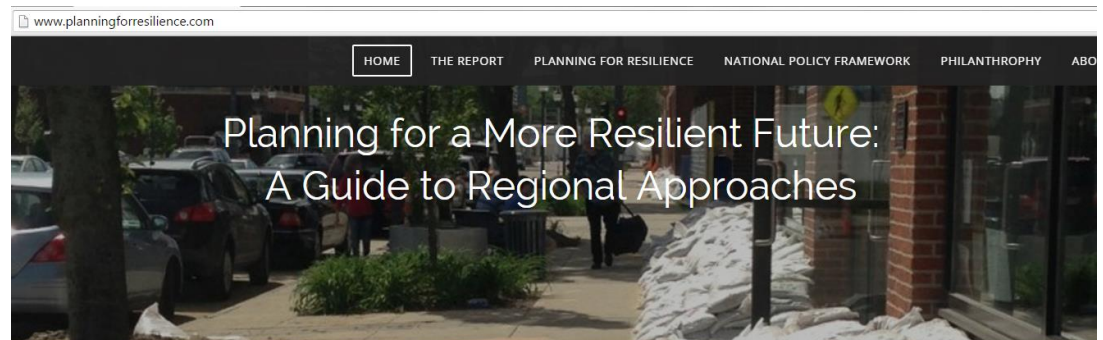 www.planningforresilience.com
HOME THE REPORT PLANNING FOR RESILIENCE NATIONAL POLICY FRAMEWORK PHILANTHROPHY ABO
Planning for a More Resilient Future:
A Guide to Regional Approaches